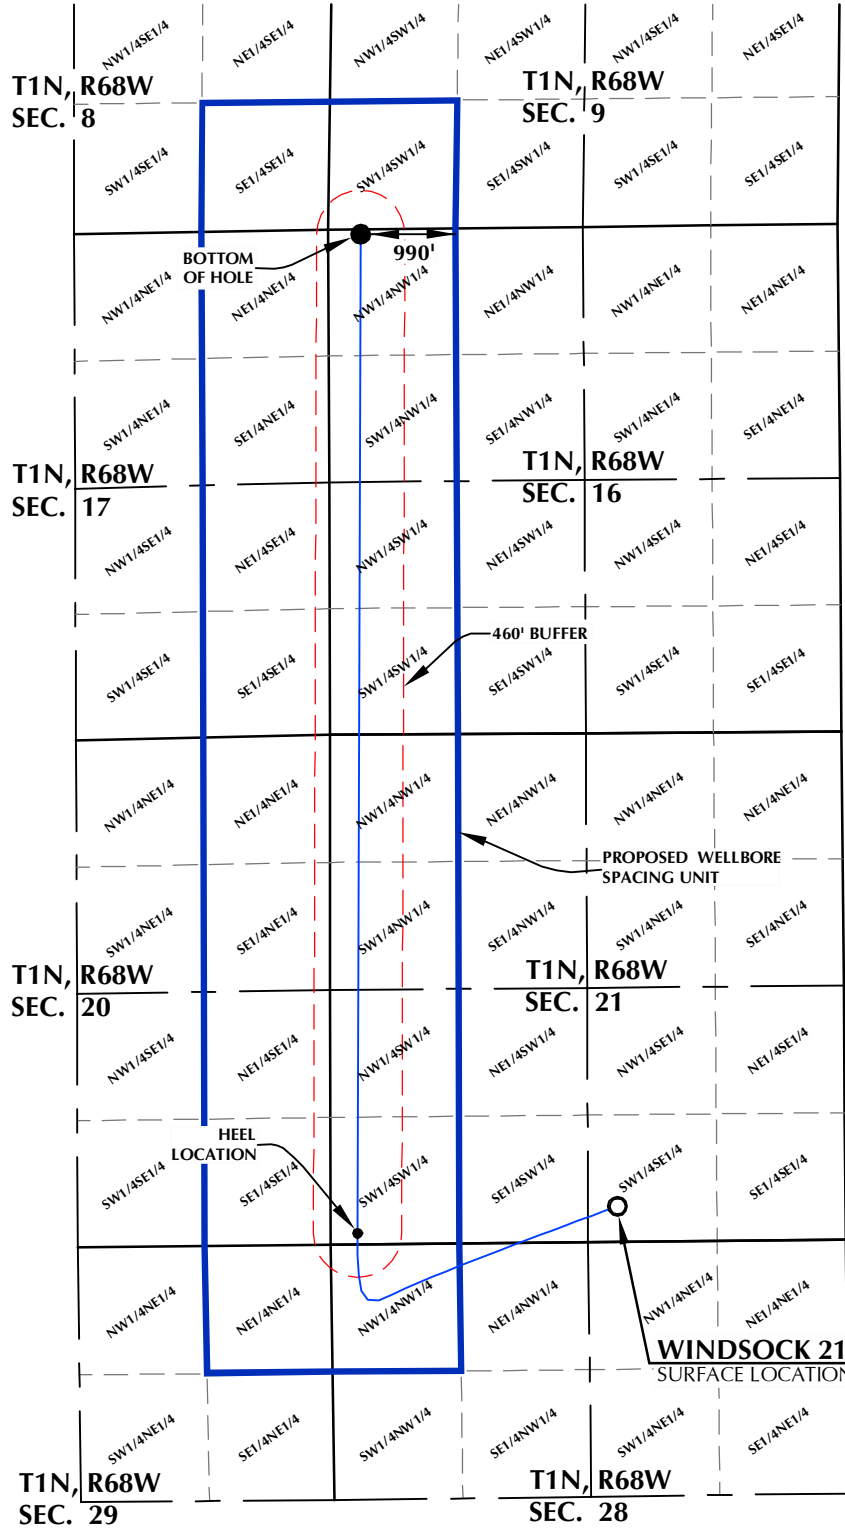 NW1/4SE1/4 NE1/4SE1/4 NW1/4SW1/4 NE1/4SW1/4 NW1/4SE1/4 NE1/4SE1/4
T1N, R68W
SEC. 8
T1N, R68W
SEC. 9
SW1/4SE1/4 SE1/4SE1/4 SW1/4SW1/4 SE1/4SW1/4 SW1/4SE1/4 SE1/4SE1/4
BOTTOM
OF HOLE
990'
NW1/4NE1/4 NE1/4NE1/4 NW1/4NW1/4 NE1/4NW1/4 NW1/4NE1/4 NE1/4NE1/4
SW1/4NE1/4 SE1/4NE1/4 SW1/4NW1/4 SE1/4NW1/4 SW1/4NE1/4 SE1/4NE1/4
T1N, R68W
SEC. 17
T1N, R68W
SEC. 16
NW1/4SE1/4 NE1/4SE1/4 NW1/4SW1/4 NE1/4SW1/4 NW1/4SE1/4 NE1/4SE1/4
460' BUFFER
SW1/4SE1/4 SE1/4SE1/4 SW1/4SW1/4 SE1/4SW1/4 SW1/4SE1/4 SE1/4SE1/4
NW1/4NE1/4 NE1/4NE1/4 NW1/4NW1/4 NE1/4NW1/4 NW1/4NE1/4 NE1/4NE1/4
PROPOSED WELLBORE
SPACING UNIT
SW1/4NE1/4 SE1/4NE1/4 SW1/4NW1/4 SE1/4NW1/4 SW1/4NE1/4 SE1/4NE1/4
T1N, R68W
SEC. 20
T1N, R68W
SEC. 21
NW1/4SE1/4 NE1/4SE1/4 NW1/4SW1/4 NE1/4SW1/4 NW1/4SE1/4 NE1/4SE1/4
HEEL
LOCATION
SW1/4SE1/4 SE1/4SE1/4 SW1/4SW1/4 SE1/4SW1/4 SW1/4SE1/4 SE1/4SE1/4
NW1/4NE1/4 NE1/4NE1/4 NW1/4NW1/4 NE1/4NW1/4 NW1/4NE1/4 NE1/4NE1/4
WINDSOCK 21
SURFACE LOCATION
SW1/4NE1/4 SE1/4NE1/4 SW1/4NW1/4 SE1/4NW1/4 SW1/4NE1/4 SE1/4NE1/4
T1N, R68W
SEC. 29
T1N, R68W
SEC. 28